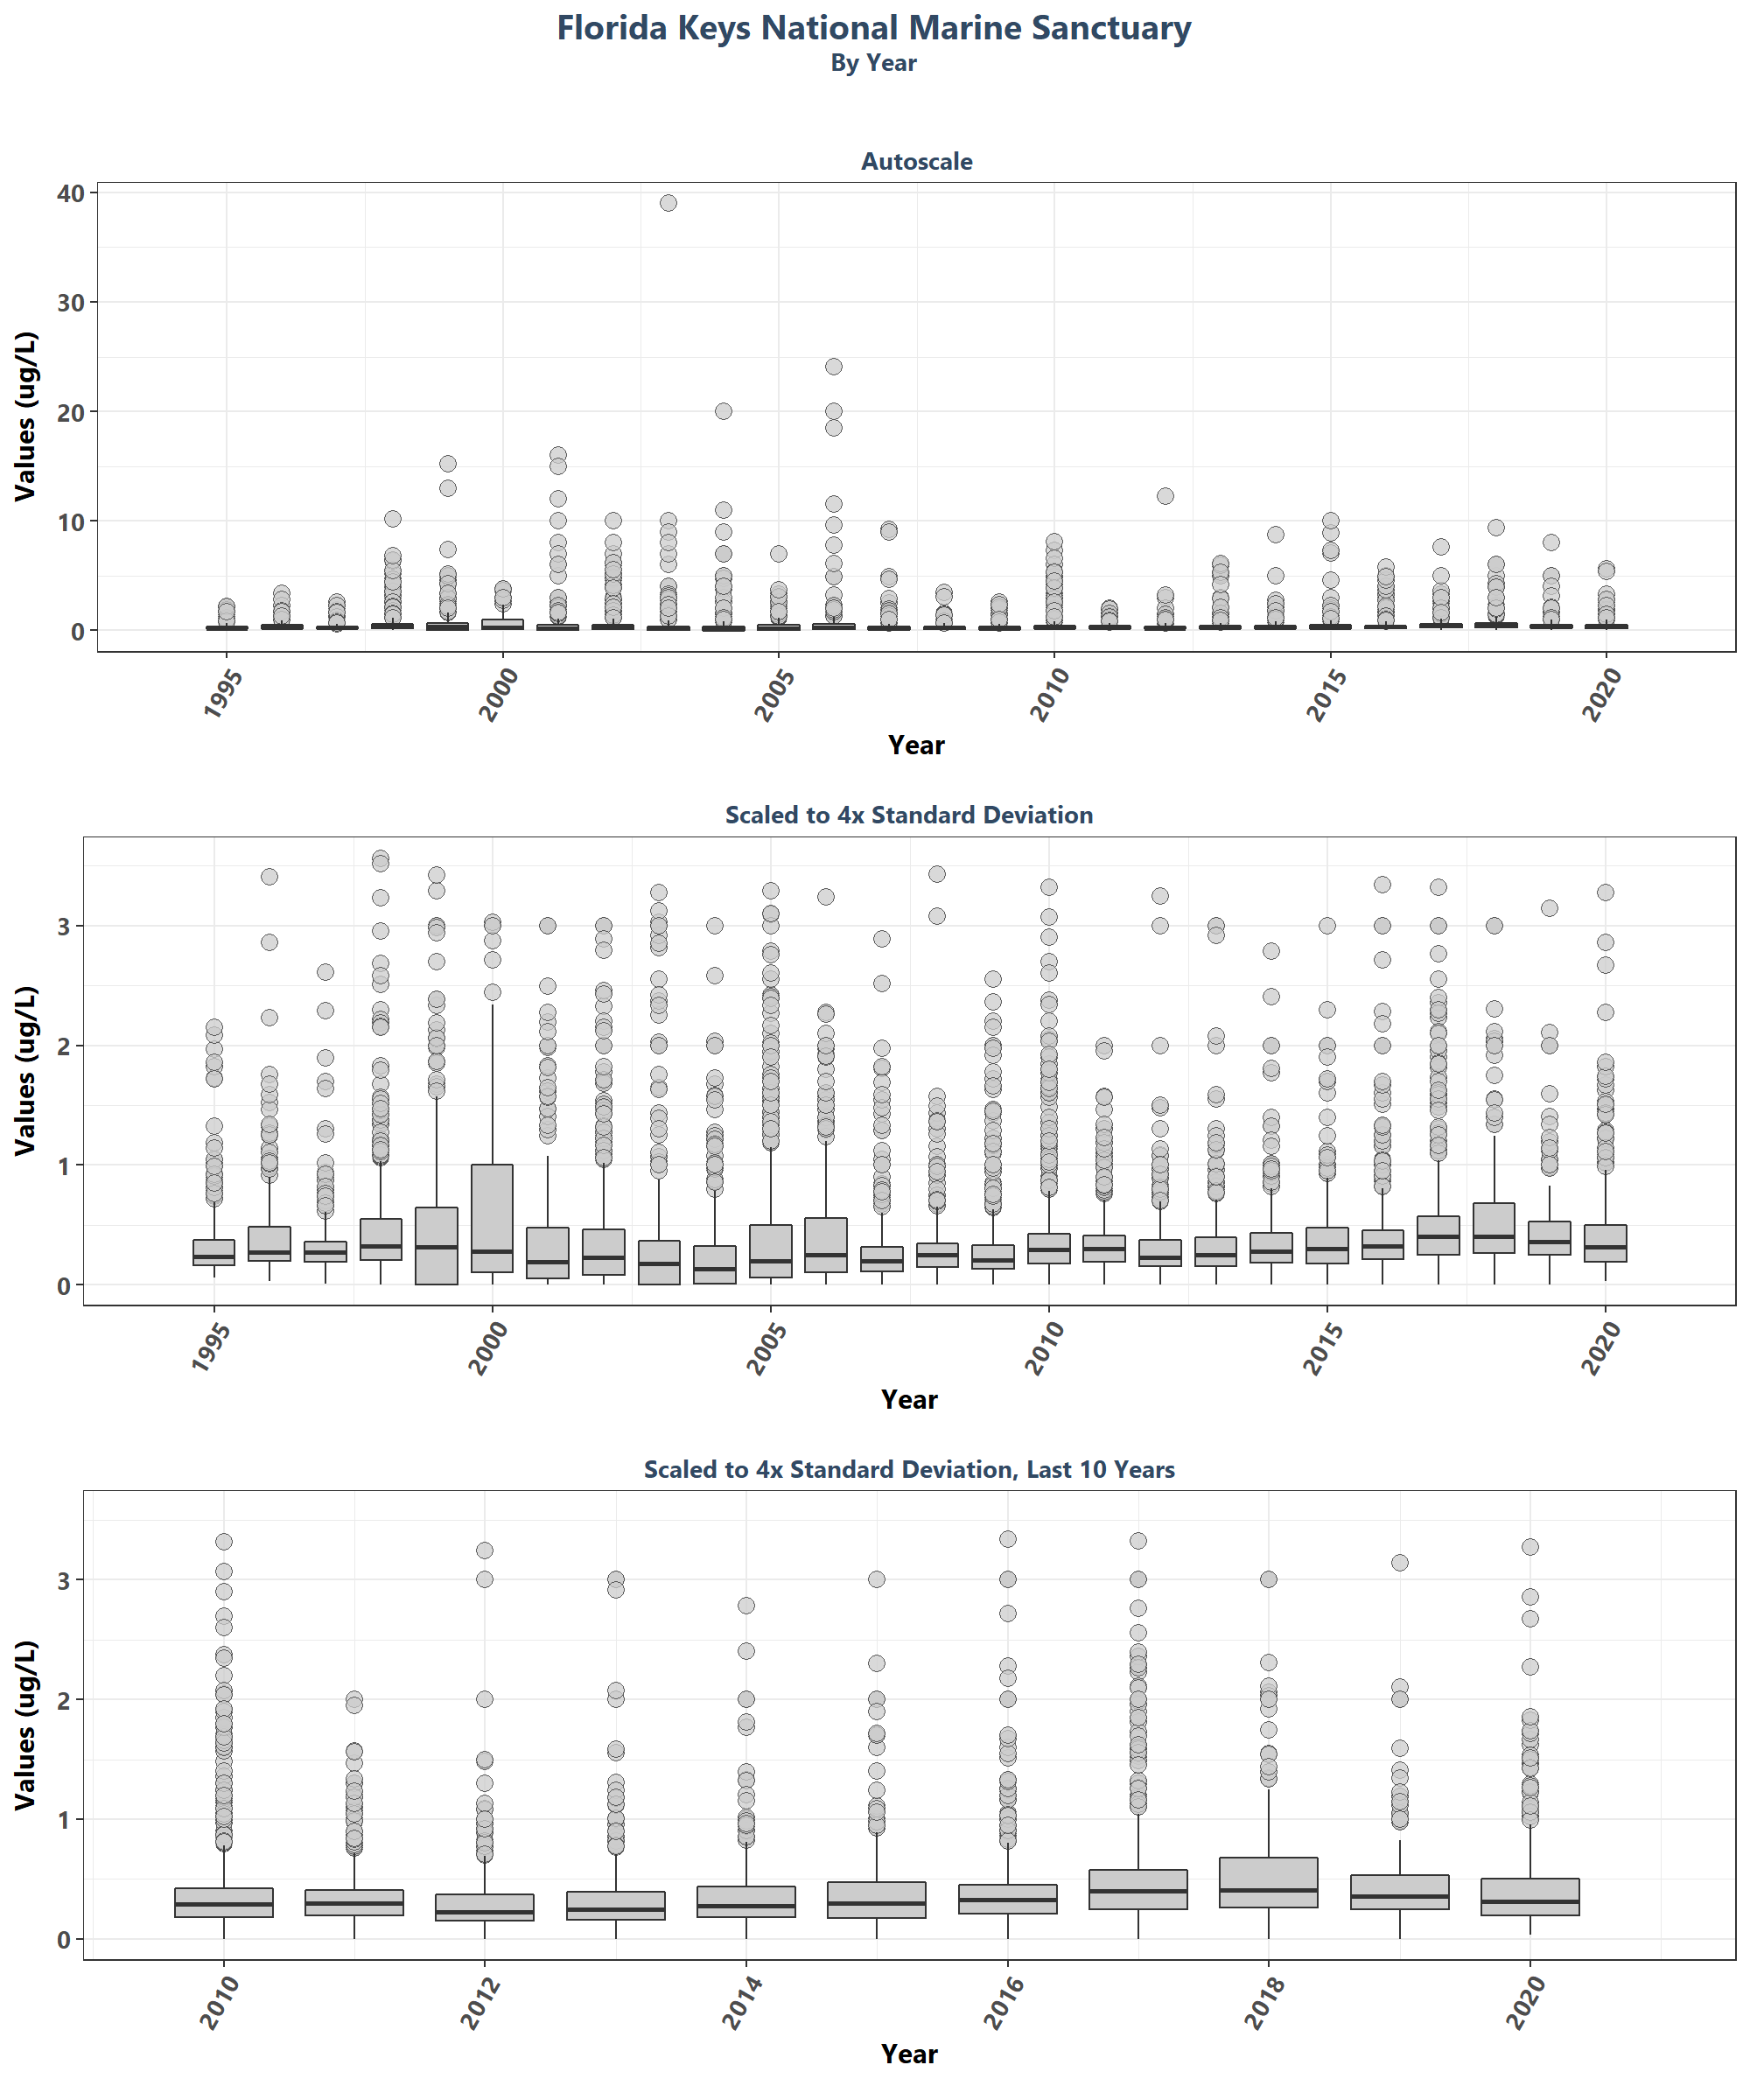 Florida Keys National Marine Sanctuary
By Year
Autoscale
Values (ug/L)
40
30
20
10
0
1995
2000
2005
2010
2015
2020
Year
Scaled to 4x Standard Deviation
Values (ug/L)
3
2
1
0
1995
2000
2005
2010
2015
2020
Year
Scaled to 4x Standard Deviation, Last 10 Years
Values (ug/L)
3
2
1
0
2010
2012
2014
2016
2018
2020
Year